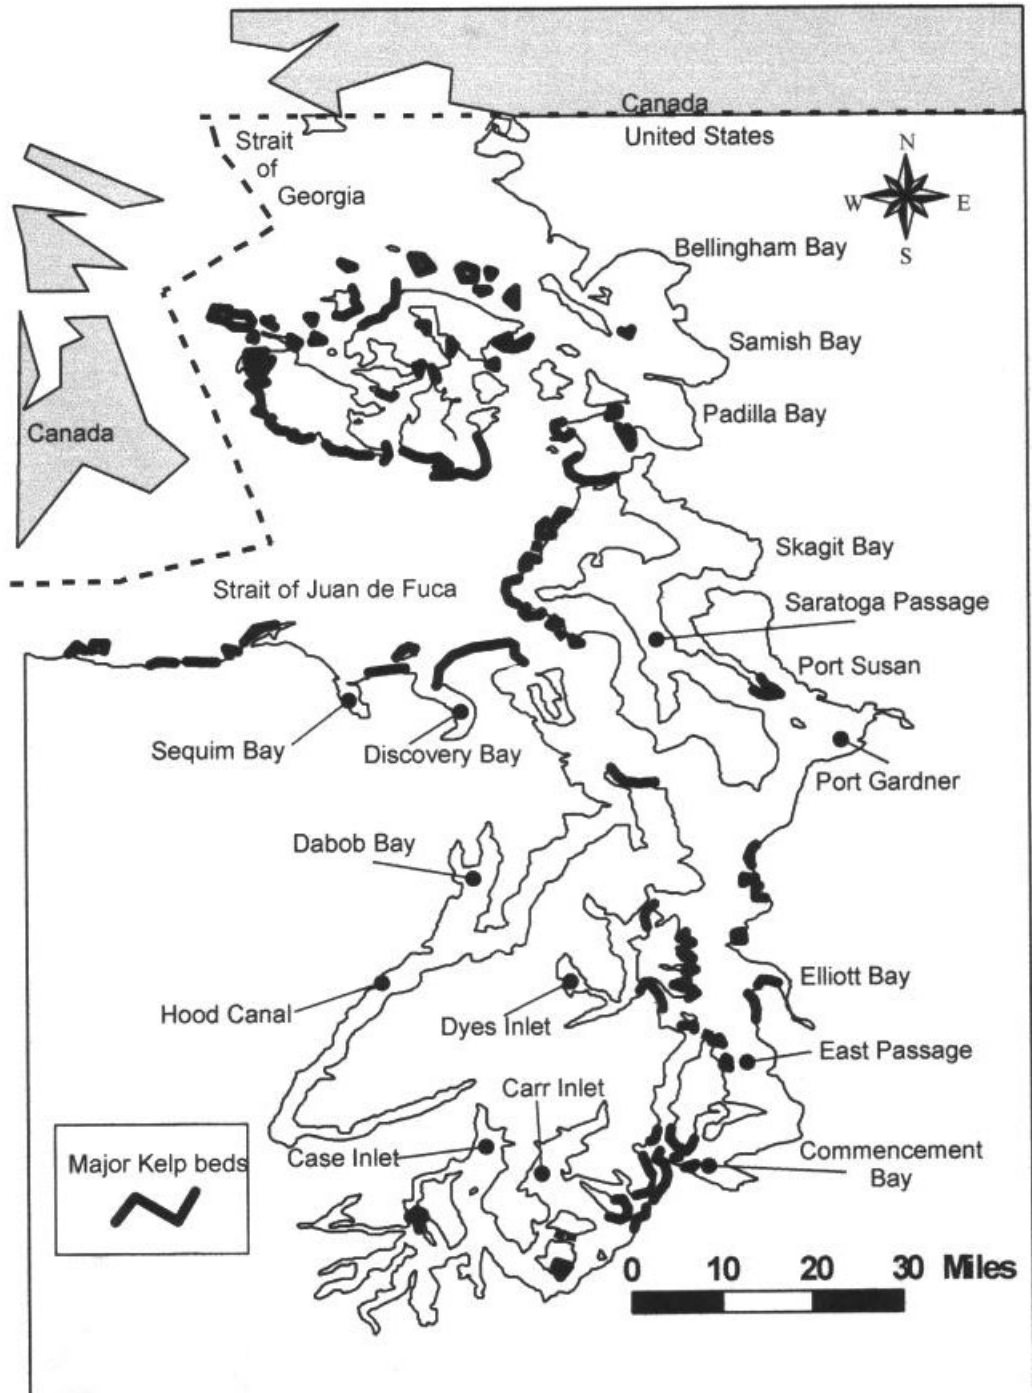 Canada
United States
Strait
of
Georgia
N
W
E
S
Bellingham Bay
Samish Bay
Padilla Bay
Canada
Skagit Bay
Strait of Juan de Fuca
Saratoga Passage
Port Susan
Sequim Bay
Discovery Bay
Port Gardner
Dabob Bay
Elliott Bay
Hood Canal
Dyes Inlet
East Passage
Carr Inlet
Case Inlet
Commencement
Bay
Major Kelp beds
0 10 20 30 Miles